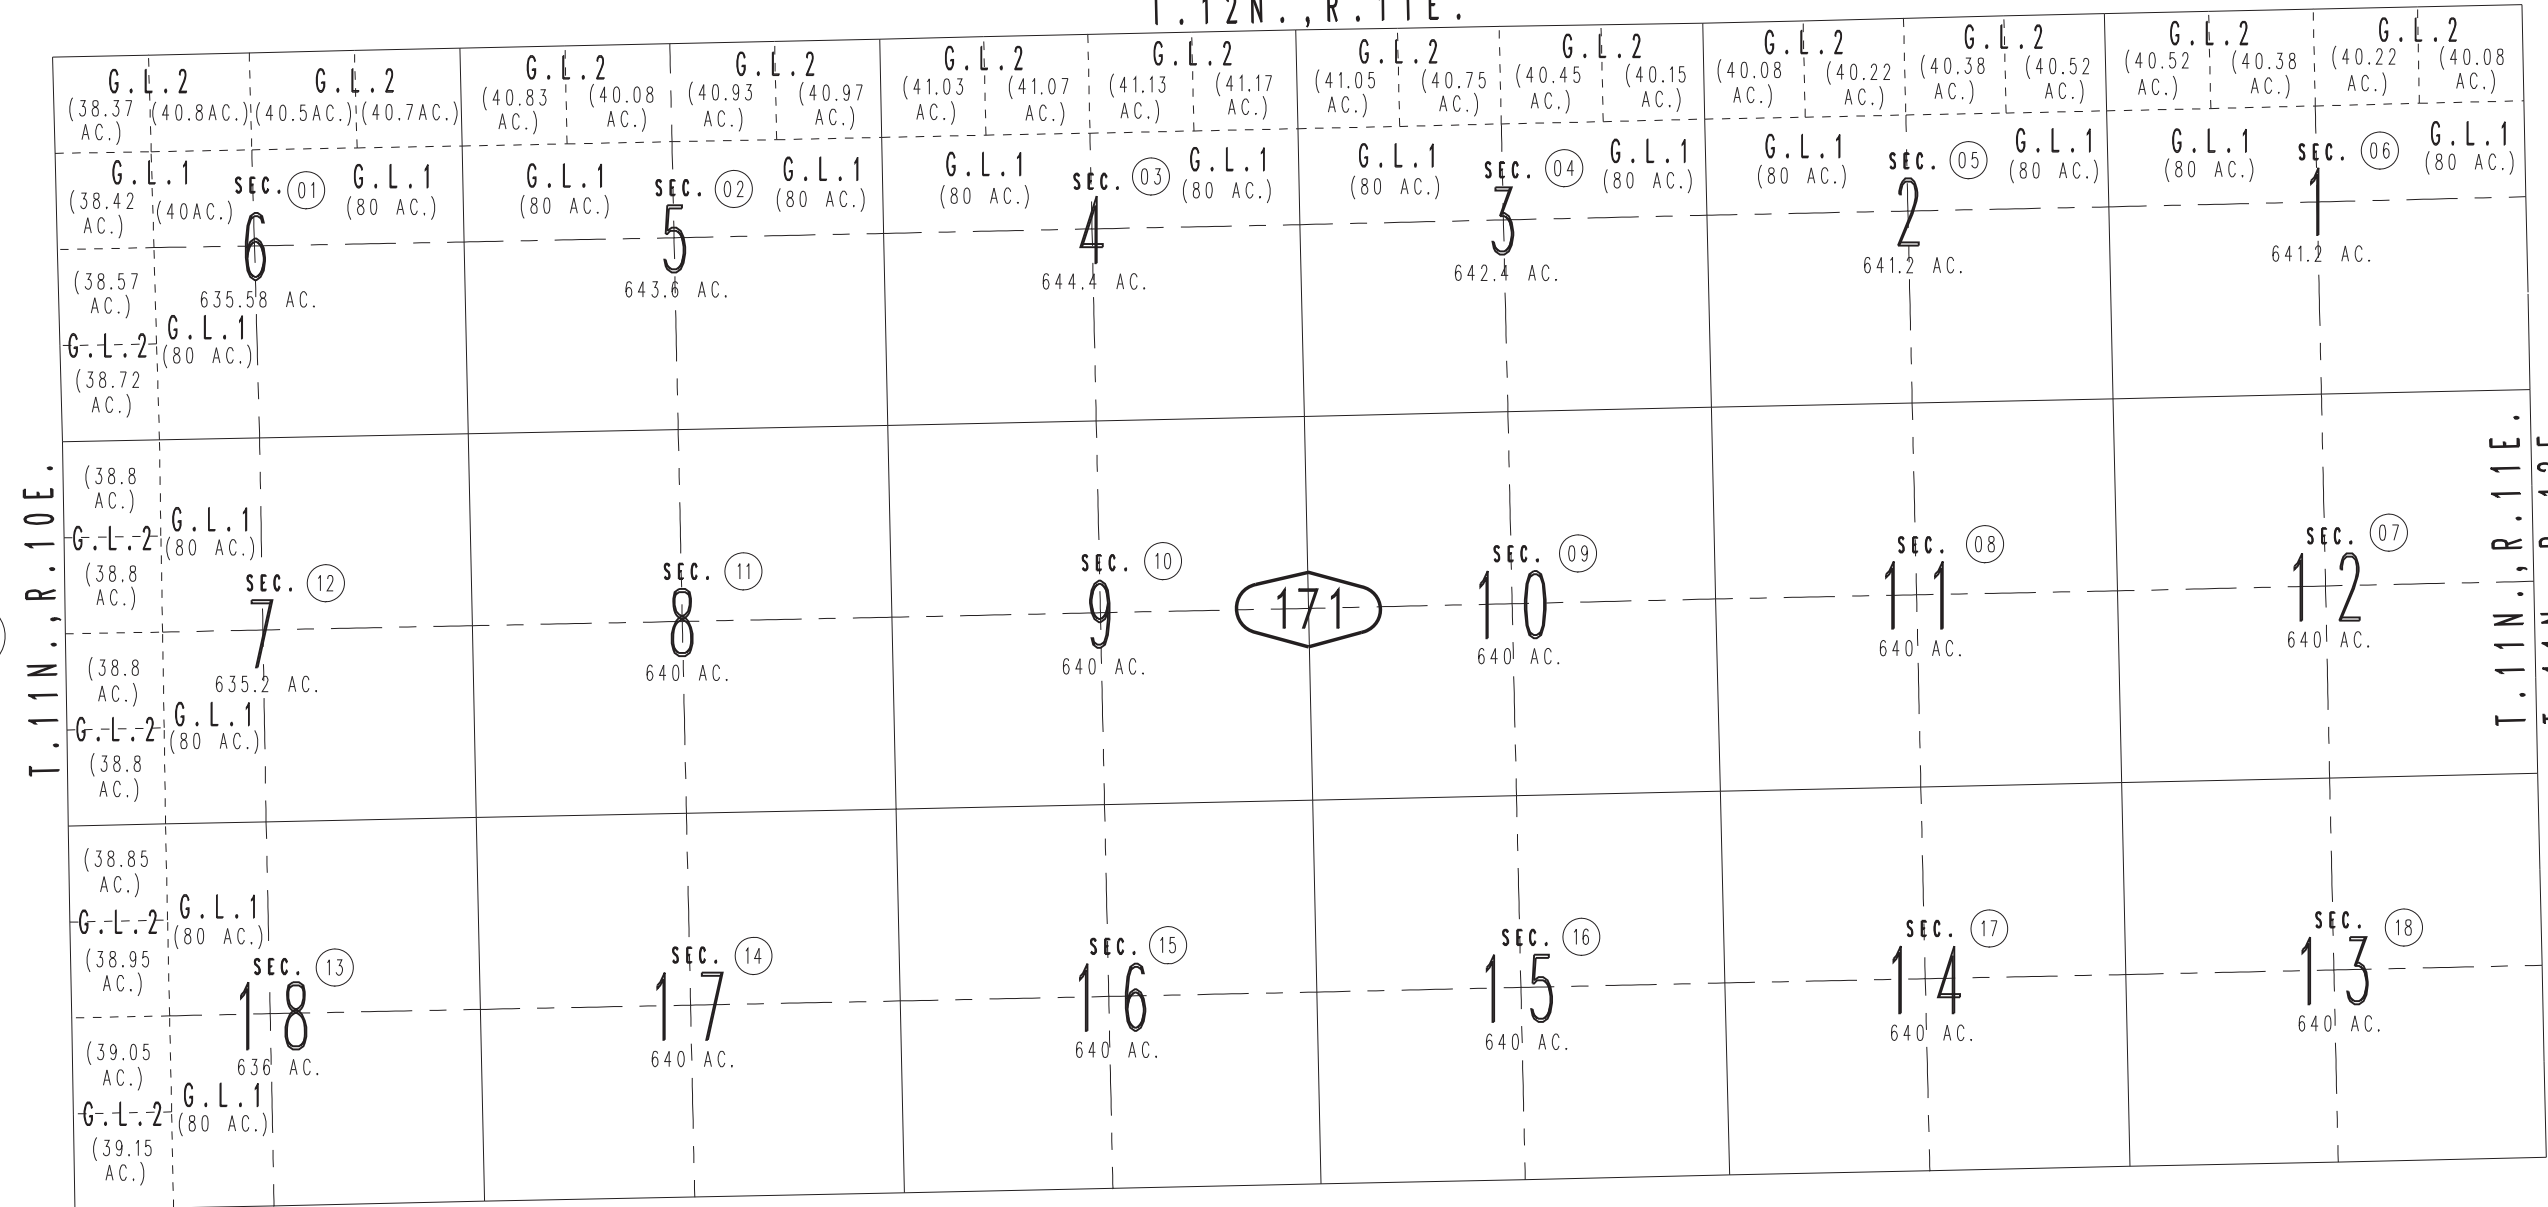 T.12N.,R.11E.
G.L.2 G.L.2 G.L.2 G.L.2 G.L.2 G.L.2 G.L.2 G.L.2 G.L.2 G.L.2 G.L.2 G.L.2
(38.37 AC.) (40.8AC.) (40.5AC.) (40.7AC.) (40.83 AC.) (40.08 AC.) (40.93 AC.) (40.97 AC.) (41.03 AC.) (41.07 AC.) (41.13 AC.) (41.17 AC.) (41.05 AC.) (40.75 AC.) (40.45 AC.) (40.15 AC.) (40.08 AC.) (40.22 AC.) (40.38 AC.) (40.52 AC.) (40.52 AC.) (40.38 AC.) (40.22 AC.) (40.08 AC.)
G.L.1
(38.42 AC.)
(40AC.)
SEC. 01
6
635.58 AC.
G.L.1
(80 AC.)
G.L.1
(80 AC.)
SEC. 02
5
643.6 AC.
G.L.1
(80 AC.)
G.L.1
(80 AC.)
SEC. 03
4
644.4 AC.
G.L.1
(80 AC.)
G.L.1
(80 AC.)
SEC. 04
3
642.4 AC.
G.L.1
(80 AC.)
G.L.1
(80 AC.)
SEC. 05
2
641.2 AC.
G.L.1
(80 AC.)
G.L.1
(80 AC.)
SEC. 06
1
641.2 AC.
G.L.1
(80 AC.)
(38.57
AC.)
G.L.2
(38.72
AC.)
G.L.1
(80 AC.)
T.11N.,R.10E.
(38.8
AC.)
G.L.2
(38.8
AC.)
G.L.1
(80 AC.)
SEC. 12
7
635.2 AC.
(38.8
AC.)
G.L.2
(38.8
AC.)
G.L.1
(80 AC.)
SEC. 11
8
640 AC.
SEC. 10
9
640 AC.
171
SEC. 09
10
640 AC.
SEC. 08
11
640 AC.
SEC. 07
12
640 AC.
T.11N.,R.11E.
(38.85
AC.)
G.L.2
(38.95
AC.)
G.L.1
(80 AC.)
SEC. 13
18
636 AC.
(39.05
AC.)
G.L.2
(39.15
AC.)
G.L.1
(80 AC.)
SEC. 14
17
640 AC.
SEC. 15
16
640 AC.
SEC. 16
15
640 AC.
SEC. 17
14
640 AC.
SEC. 18
13
640 AC.